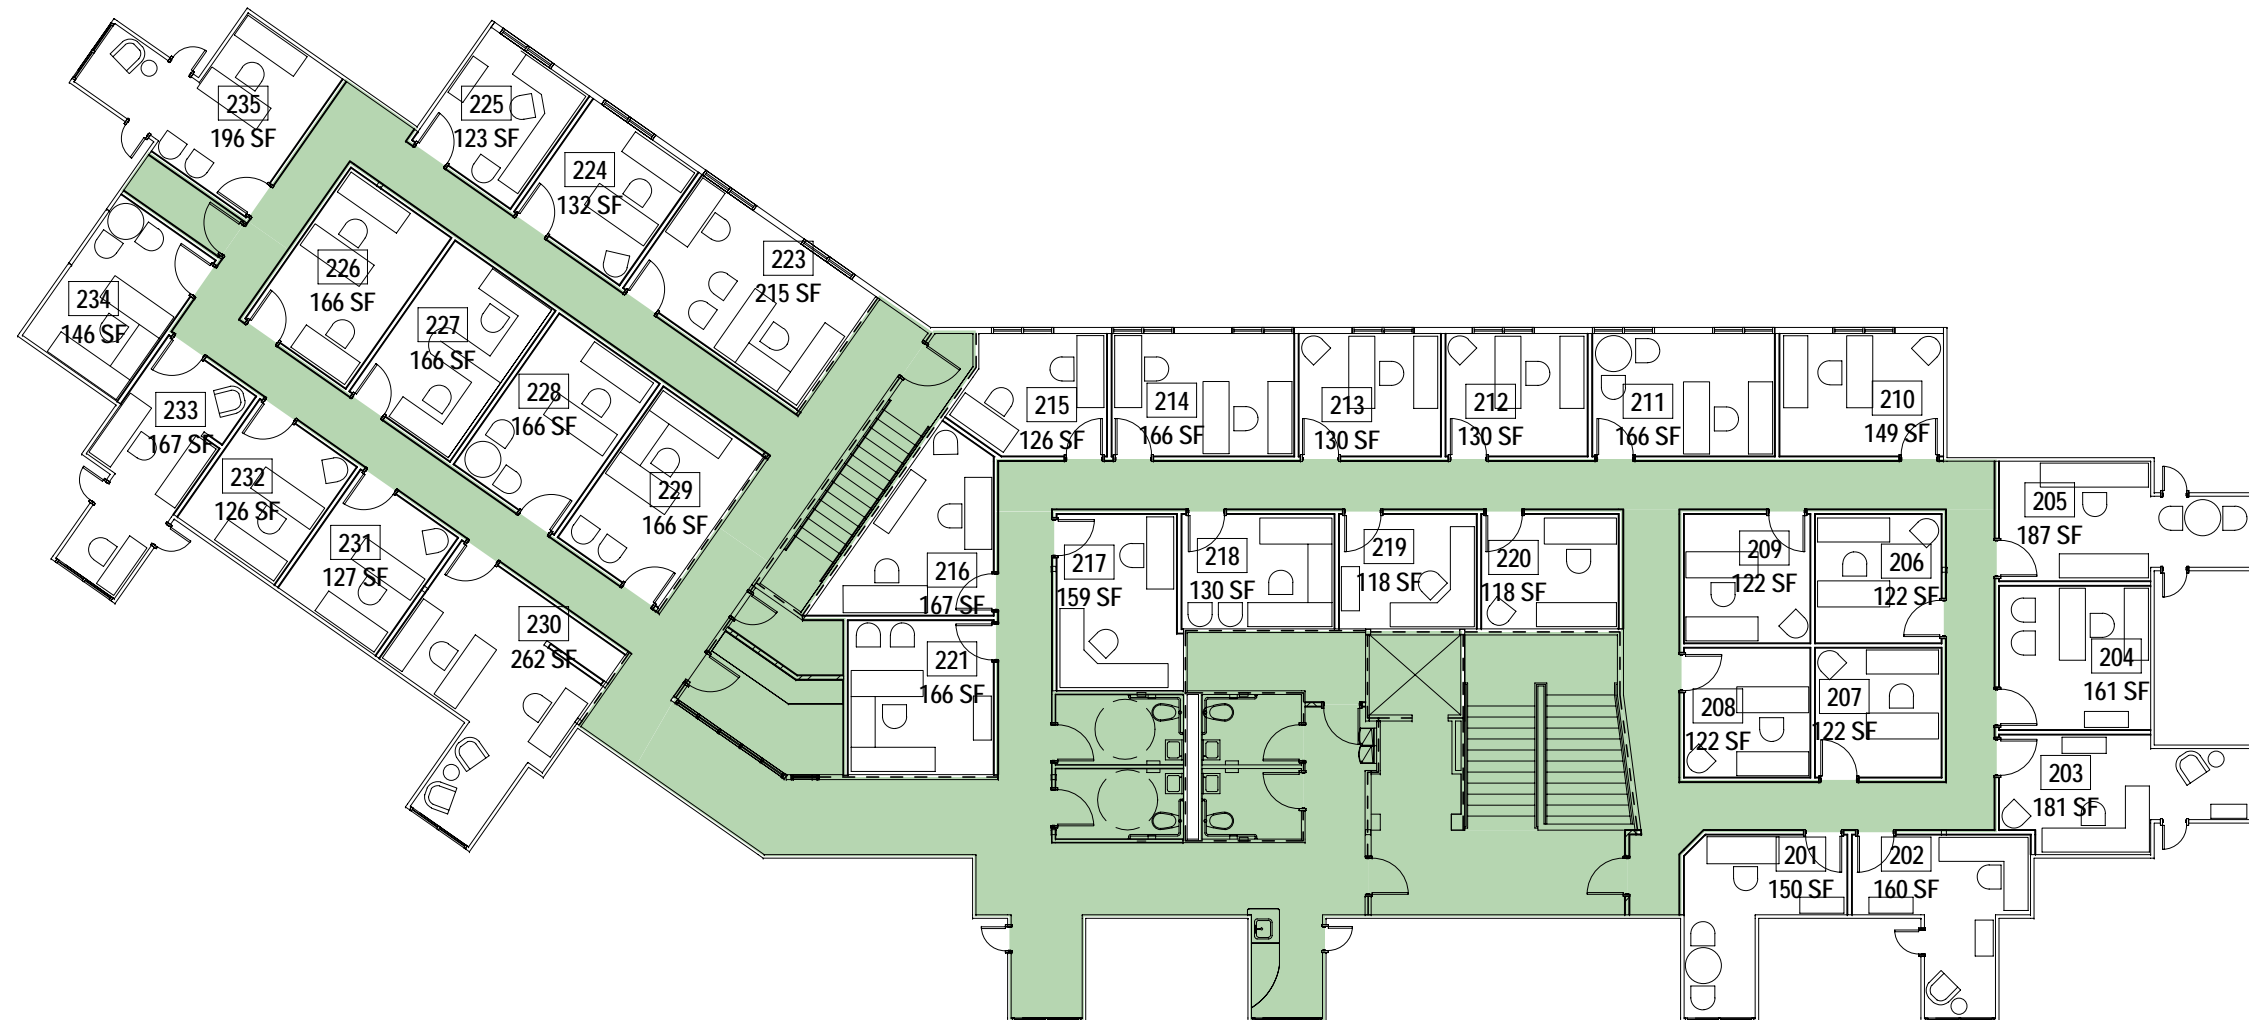 235
196 SF
225
123 SF
224
132 SF
223
215 SF
226
166 SF
234
146 SF
227
166 SF
228
166 SF
233
167 SF
232
126 SF
229
166 SF
231
127 SF
230
262 SF
215
126 SF
214
166 SF
213
130 SF
212
130 SF
211
166 SF
210
149 SF
216
167 SF
217
159 SF
218
130 SF
219
118 SF
220
118 SF
209
122 SF
206
122 SF
205
187 SF
221
166 SF
208
122 SF
207
122 SF
204
161 SF
203
181 SF
201
150 SF
202
160 SF